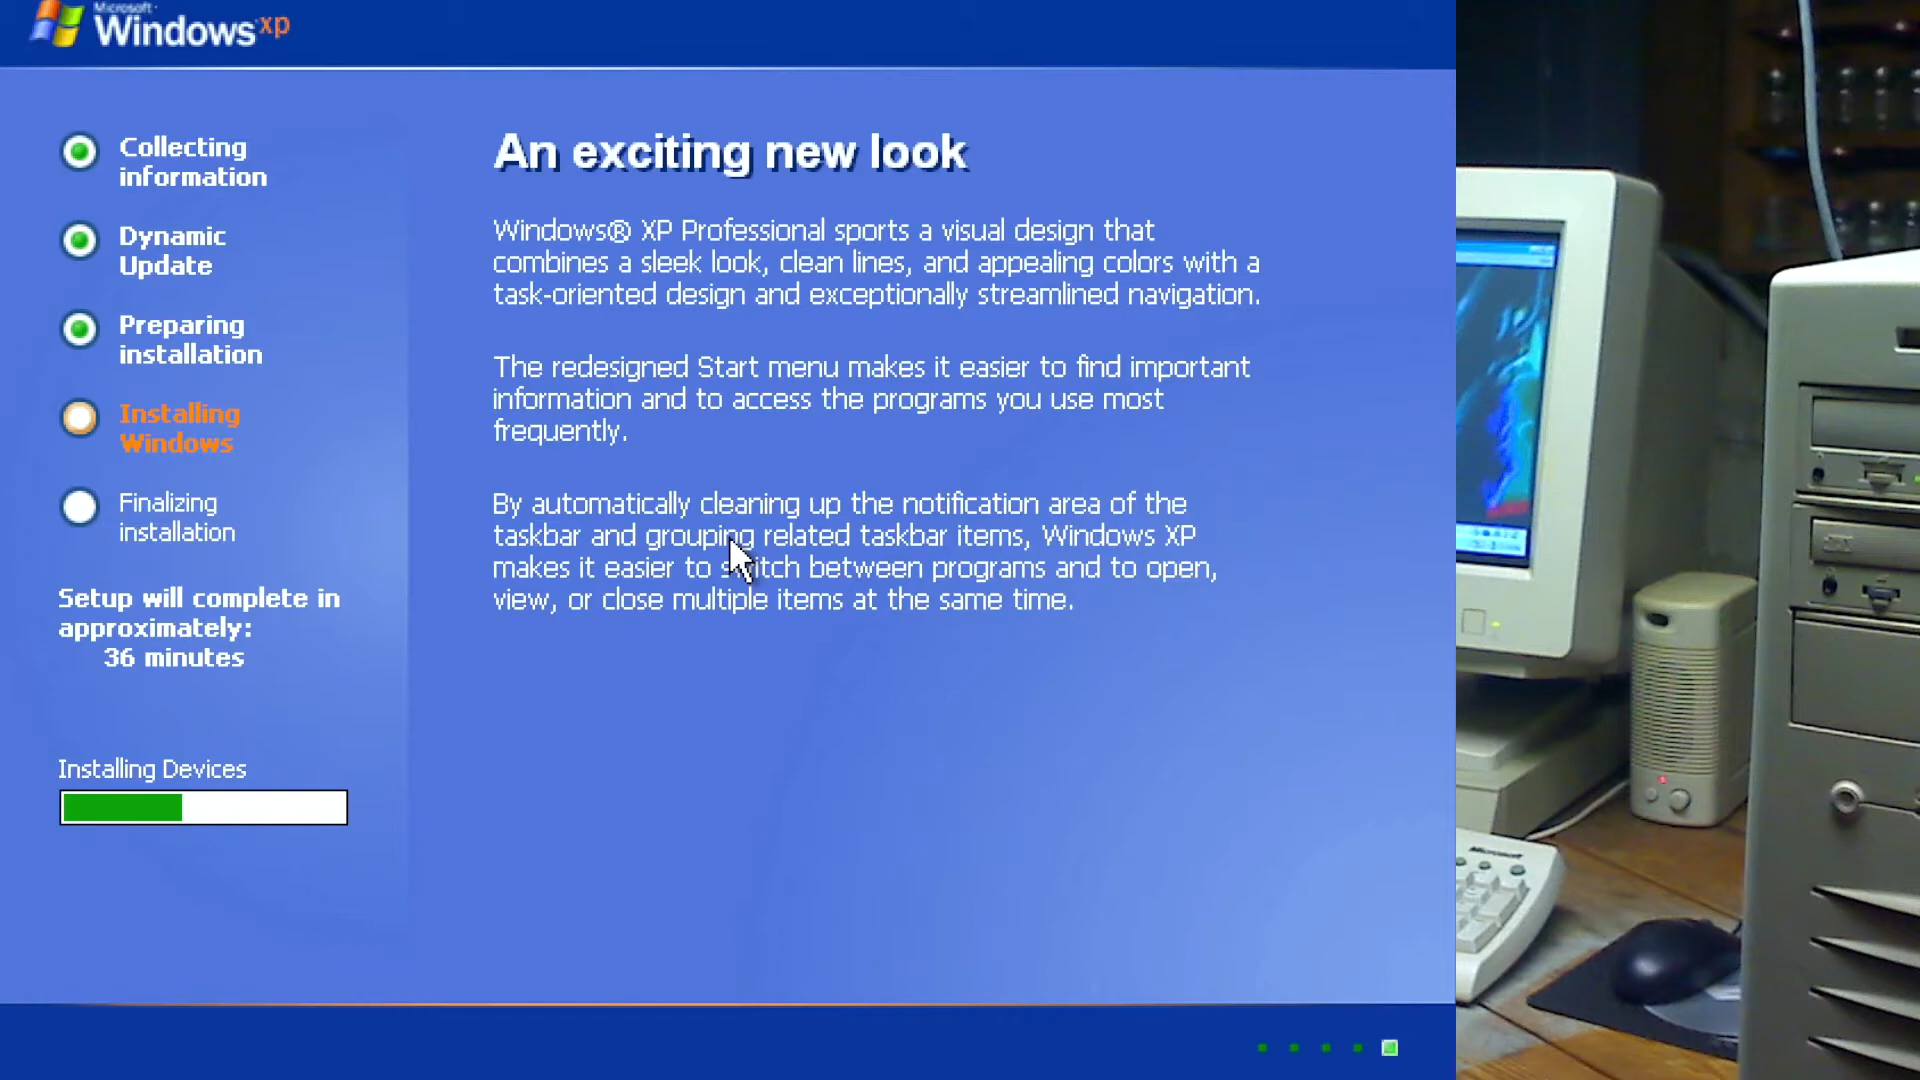 Microsoft®
Windows xp
Collecting
information
Dynamic
Update
Preparing
installation
Installing
Windows
Finalizing
installation
Setup will complete in
approximately:
36 minutes
Installing Devices
An exciting new look
Windows® XP Professional sports a visual design that
combines a sleek look, clean lines, and appealing colors with a
task-oriented design and exceptionally streamlined navigation.
The redesigned Start menu makes it easier to find important
information and to access the programs you use most
frequently.
By automatically cleaning up the notification area of the
taskbar and grouping related taskbar items, Windows XP
makes it easier to switch between programs and to open,
view, or close multiple items at the same time.
Microsoft